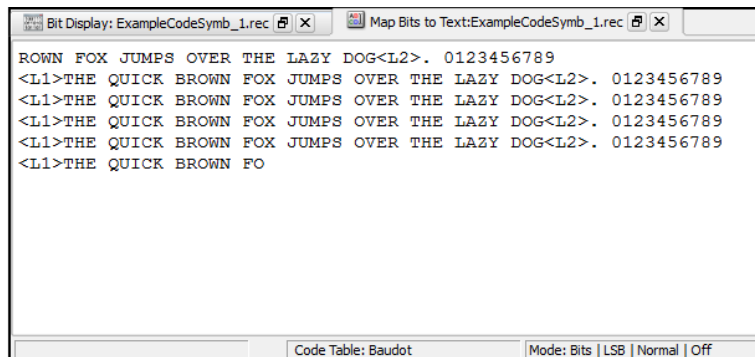 Bit Display: ExampleCodeSymb_1.rec Map Bits to Text:ExampleCodeSymb_1.rec
ROWN FOX JUMPS OVER THE LAZY DOG<L2>. 0123456789
<L1>THE QUICK BROWN FOX JUMPS OVER THE LAZY DOG<L2>. 0123456789
<L1>THE QUICK BROWN FOX JUMPS OVER THE LAZY DOG<L2>. 0123456789
<L1>THE QUICK BROWN FOX JUMPS OVER THE LAZY DOG<L2>. 0123456789
<L1>THE QUICK BROWN FOX JUMPS OVER THE LAZY DOG<L2>. 0123456789
<L1>THE QUICK BROWN FO
Code Table: Baudot Mode: Bits | LSB | Normal | Off